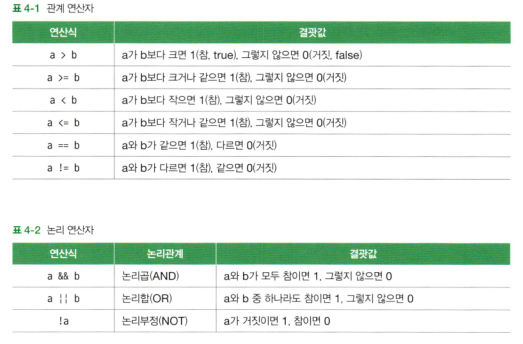 표 4-1 관계 연산자
연산식 결괏값
a > b a가 b보다 크면 1(참, true), 그렇지 않으면 0(거짓, false)
a >= b a가 b보다 크거나 같으면 1(참), 그렇지 않으면 0(거짓)
a < b a가 b보다 작으면 1(참), 그렇지 않으면 0(거짓)
a <= b a가 b보다 작거나 같으면 1(참), 그렇지 않으면 0(거짓)
a == b a와 b가 같으면 1(참), 다르면 0(거짓)
a != b a와 b가 다르면 1(참), 같으면 0(거짓)
표 4-2 논리 연산자
연산식 논리관계 결괏값
a && b 논리곱(AND) a와 b가 모두 참이면 1, 그렇지 않으면 0
a ¦¦ b 논리합(OR) a와 b 중 하나라도 참이면 1, 그렇지 않으면 0
!a 논리부정(NOT) a가 거짓이면 1, 참이면 0